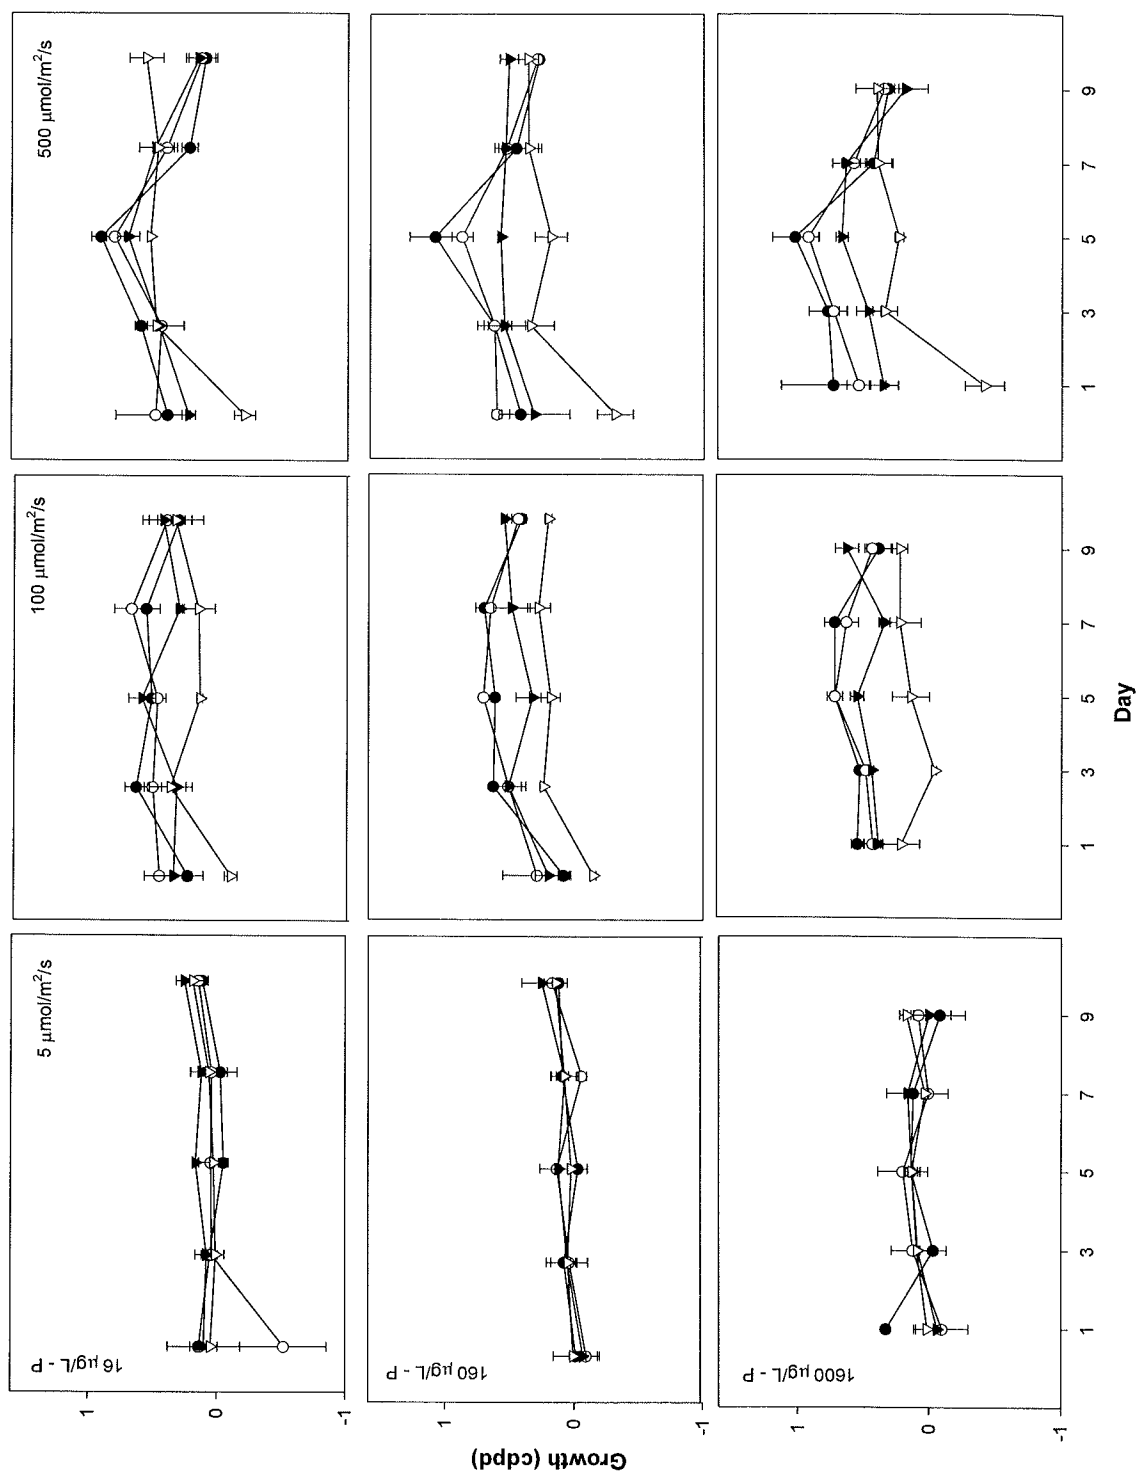 5 µmol/m²/s
100 µmol/m²/s
500 µmol/m²/s
16 µg/L - P
1
0
-1
160 µg/L - P
1
0
-1
1600 µg/L - P
1
0
-1
Growth (cdpd)
1 3 5 7 9
1 3 5 7 9
1 3 5 7 9
Day